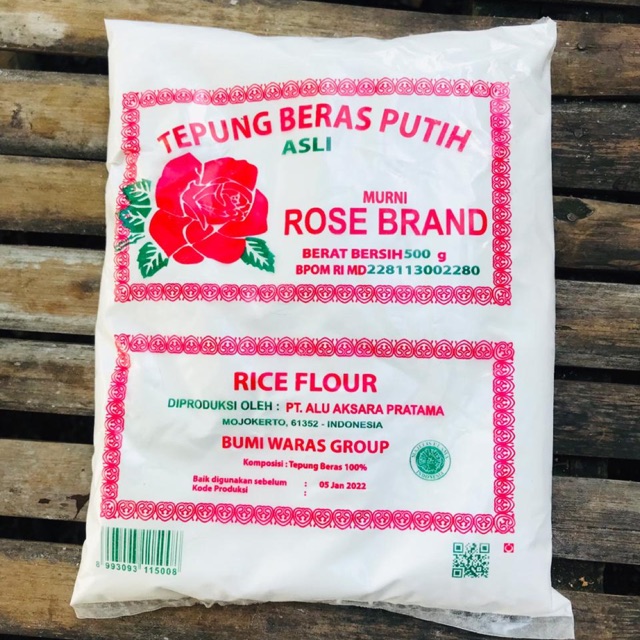 TEPUNG BERAS PUTIH
ASLI
MURNI
ROSE BRAND
BERAT BERSIH 500 g
BPOM RI MD 228113002280
RICE FLOUR
DIPRODUKSI OLEH : PT. ALU AKSARA PRATAMA
MOJOKERTO, 61352 - INDONESIA
BUMI WARAS GROUP
Komposisi : Tepung Beras 100%
Baik digunakan sebelum : 05 Jan 2022
Kode Produksi :
8 993093 115008